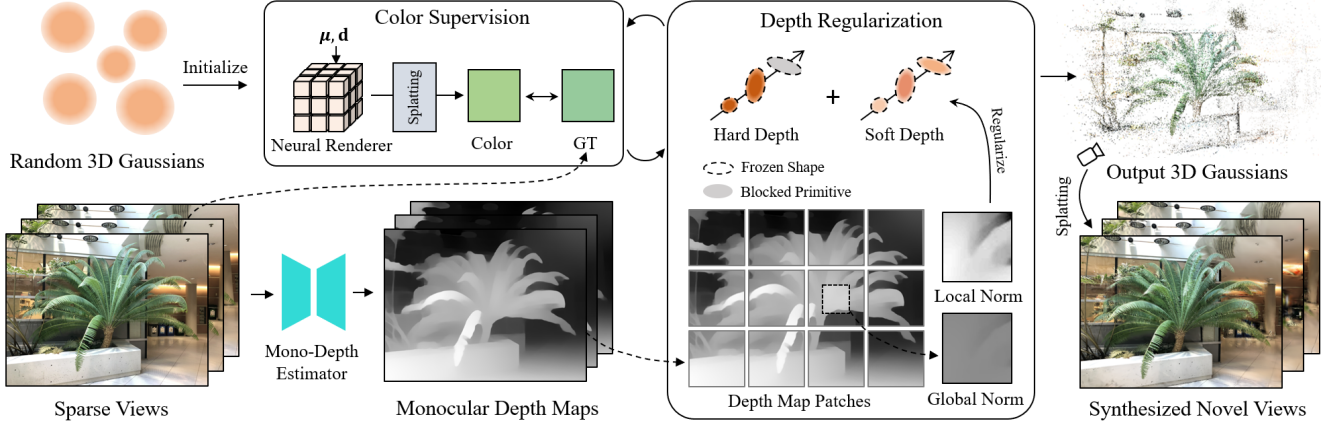 Color Supervision
μ, d
Initialize
Splatting
Neural Renderer
Color
GT
Random 3D Gaussians
Depth Regularization
Hard Depth
+
Soft Depth
Regularize
Frozen Shape
Blocked Primitive
Local Norm
Global Norm
Depth Map Patches
Output 3D Gaussians
Splatting
Mono-Depth
Estimator
Sparse Views
Monocular Depth Maps
Synthesized Novel Views